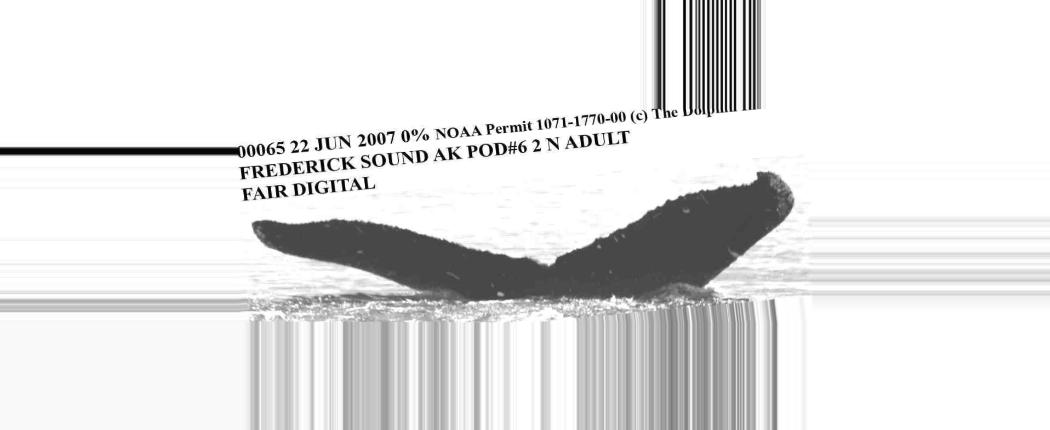 00065 22 JUN 2007 0% NOAA Permit 1071-1770-00 (c) The
FREDERICK SOUND AK POD#6 2 N ADULT
FAIR DIGITAL